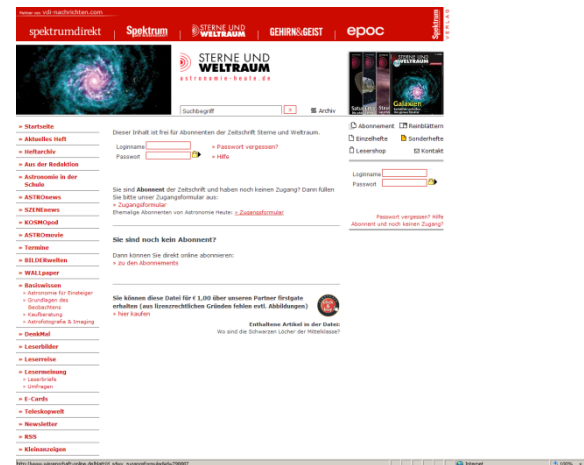 Partner von vdi-nachrichten.com
spektrumdirekt | Spektrum | STERNE UND WELTRAUM | GEHIRN&GEIST | epoc
Spektrum VERLAG
STERNE UND
WELTRAUM
astronomie-heute.de
Suchbegriff
Archiv
STERNE UND
WELTRAUM
Galaxien
» Startseite
» Aktuelles Heft
» Heftarchiv
» Aus der Redaktion
» Astronomie in der
Schule
» ASTROnews
» SZENEnews
» KOSMOpod
» ASTROmovie
» Termine
» BILDERwelten
» WALLpaper
» Basiswissen
» Astronomie für Einsteiger
» Grundlagen des
Beobachtens
» Kaufberatung
» Astrofotografie & Imaging
» DenkMal
» Leserbilder
» Leserreise
» Lesermeinung
» Leserbriefe
» Umfragen
» E-Cards
» Teleskopwelt
» Newsletter
» RSS
» Kleinanzeigen
Dieser Inhalt ist frei für Abonnenten der Zeitschrift Sterne und Weltraum.
Loginname » Passwort vergessen?
Passwort » Hilfe
Sie sind Abonnent der Zeitschrift und haben noch keinen Zugang? Dann füllen
Sie bitte unser Zugangsformular aus:
» Zugangsformular
Ehemalige Abonnenten von Astronomie Heute: » Zugangsformular
Sie sind noch kein Abonnent?
Dann können Sie direkt online abonnieren:
» zu den Abonnements
Sie können diese Datei für € 1,00 über unseren Partner firstgate
erhalten (aus lizenzrechtlichen Gründen fehlen evtl. Abbildungen)
» hier kaufen
Enthaltene Artikel in der Datei:
Wo sind die Schwarzen Löcher der Mittelklasse?
Abonnement Reinblättern
Einzelhefte Sonderhefte
Lesershop Kontakt
Loginname
Passwort
Passwort vergessen? Hilfe
Abonnent und noch keinen Zugang?
Internet
100%